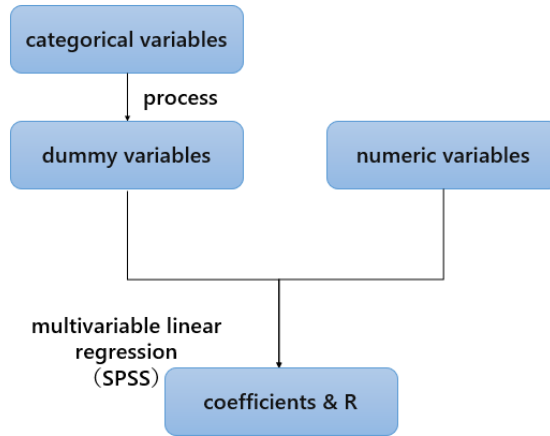 categorical variables
process
dummy variables
numeric variables
multivariable linear
regression
（SPSS）
coefficients & R